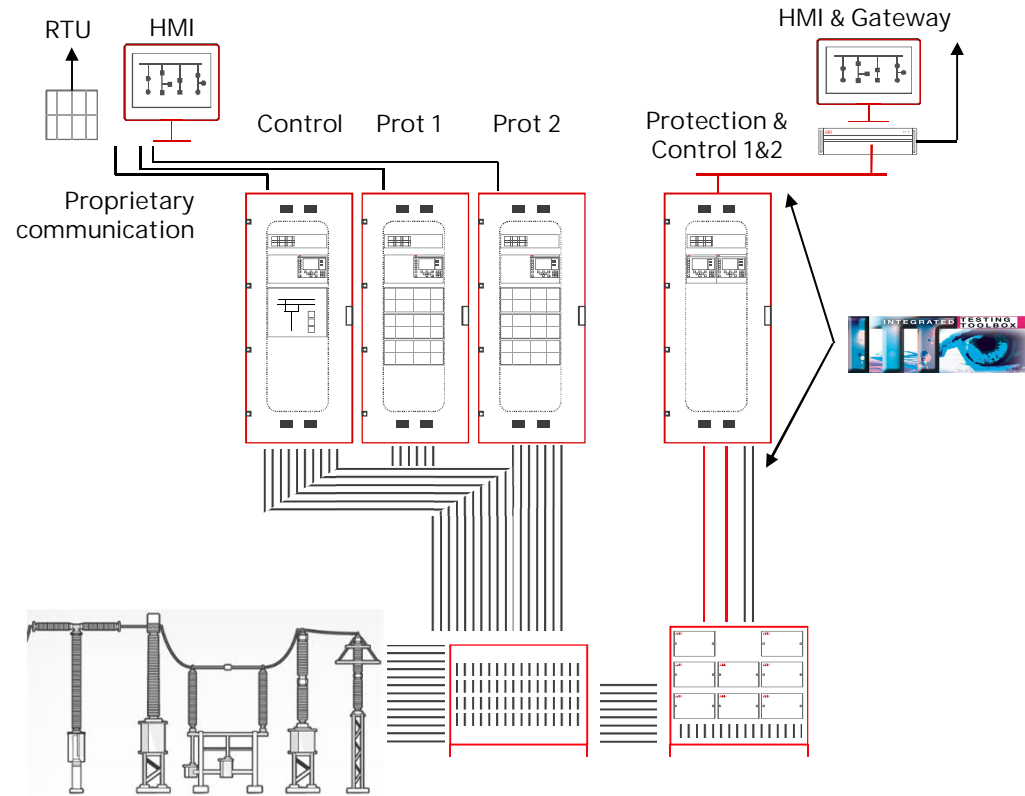 RTU
HMI
HMI & Gateway
Control
Prot 1
Prot 2
Protection &
Control 1&2
Proprietary
communication
INTEGRATED TESTING
TOOLBOX